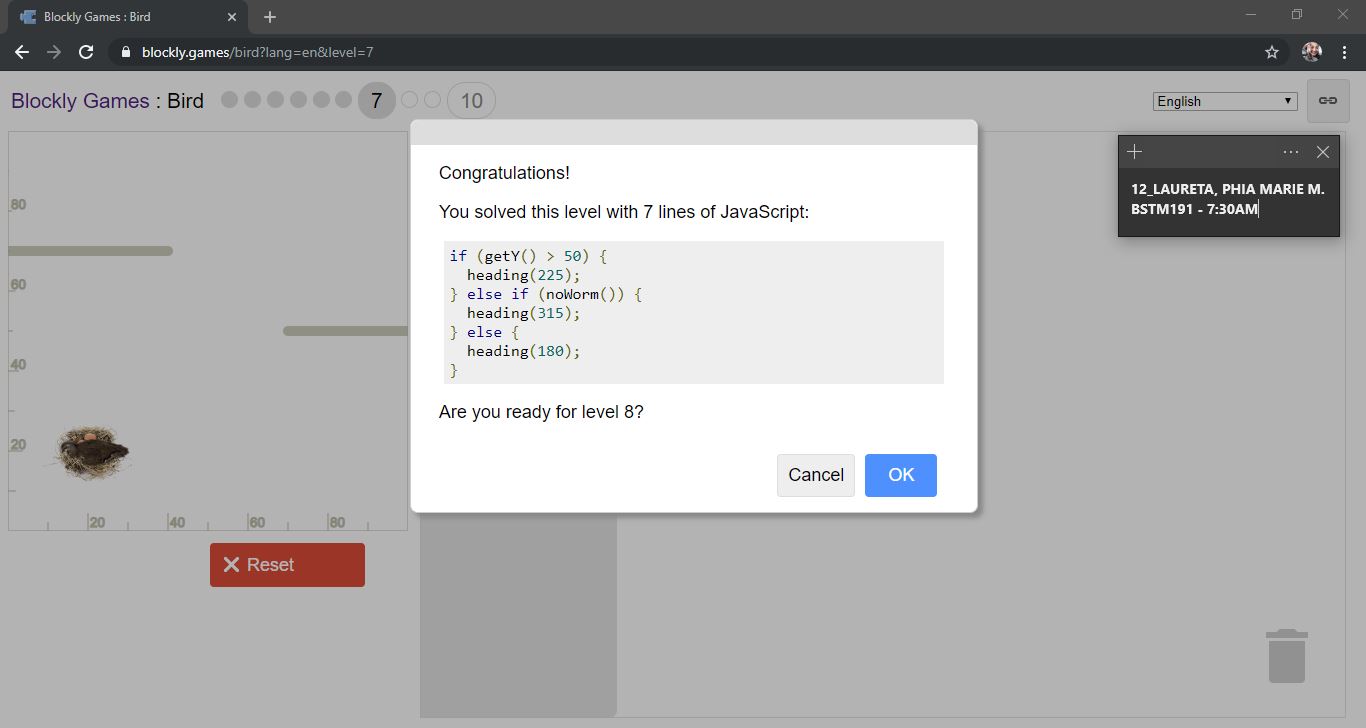 Blockly Games : Bird
blockly.games/bird?lang=en&level=7
Blockly Games : Bird 7 10
English
12_LAURETA, PHIA MARIE M.
BSTM191 - 7:30AM
Congratulations!
You solved this level with 7 lines of JavaScript:
if (getY() > 50) {
  heading(225);
} else if (noWorm()) {
  heading(315);
} else {
  heading(180);
}
Are you ready for level 8?
Cancel OK
80
60
40
20
20 40 60 80
Reset